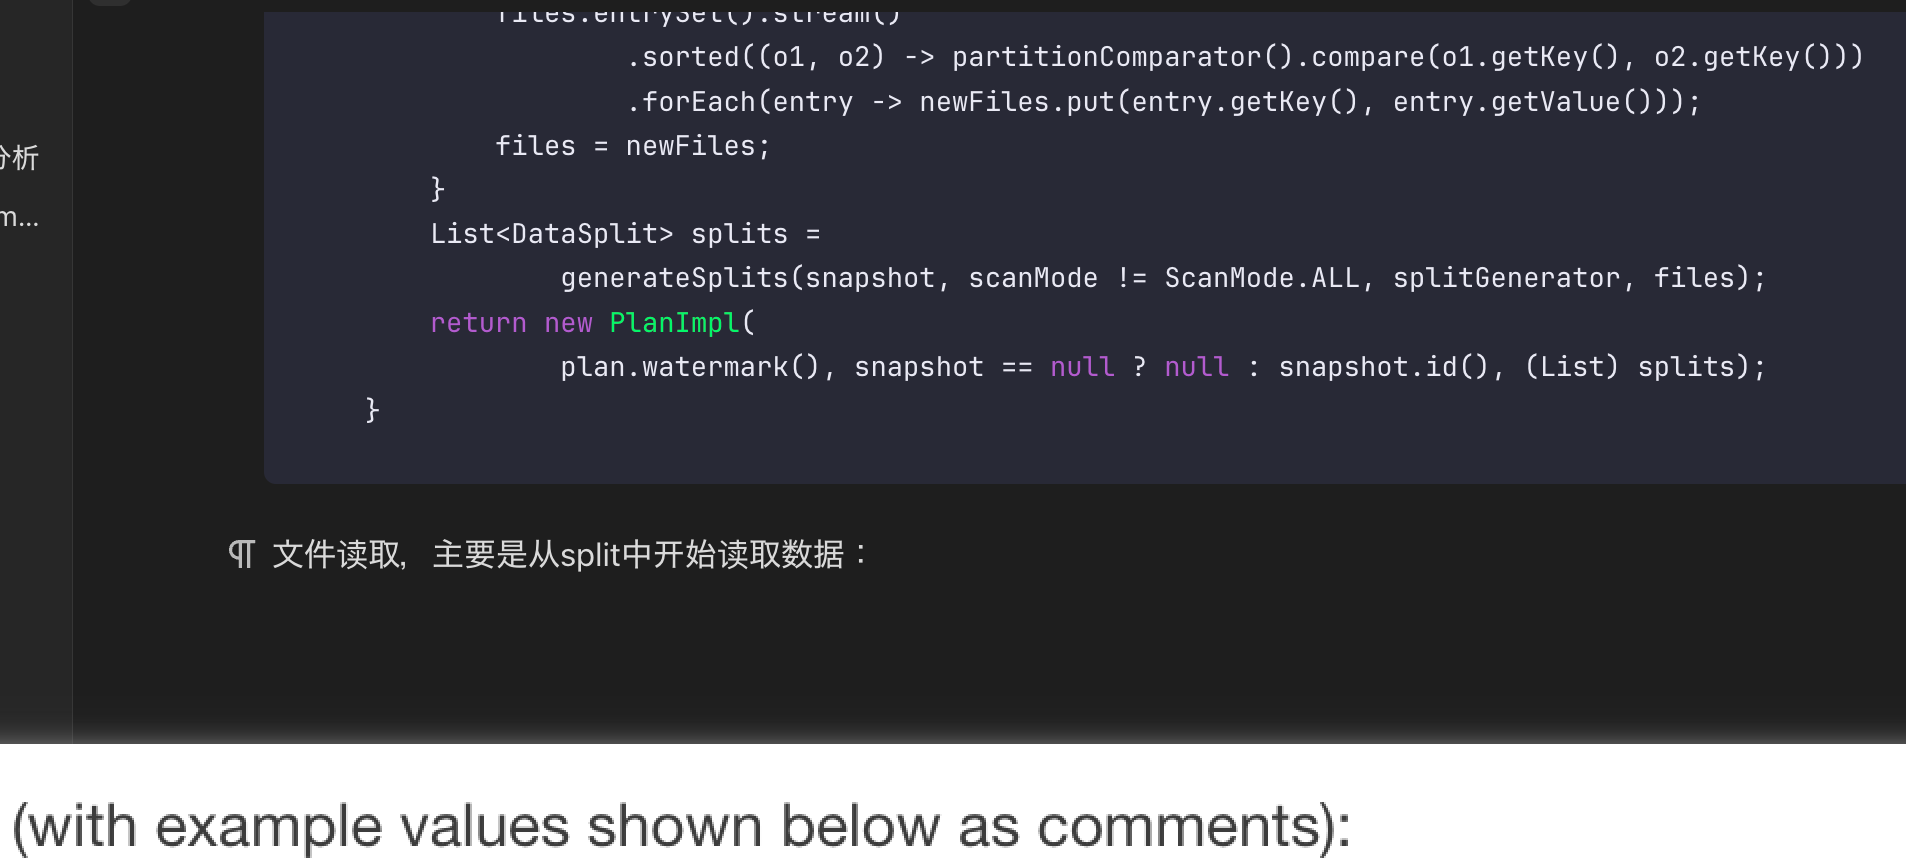 files.entrySet().stream()
.sorted((o1, o2) -> partitionComparator().compare(o1.getKey(), o2.getKey()))
.forEach(entry -> newFiles.put(entry.getKey(), entry.getValue()));
files = newFiles;
分析
}
m...
List<DataSplit> splits =
generateSplits(snapshot, scanMode != ScanMode.ALL, splitGenerator, files);
return new PlanImpl(
plan.watermark(), snapshot == null ? null : snapshot.id(), (List) splits);
}
¶ 文件读取，主要是从split中开始读取数据：
(with example values shown below as comments):